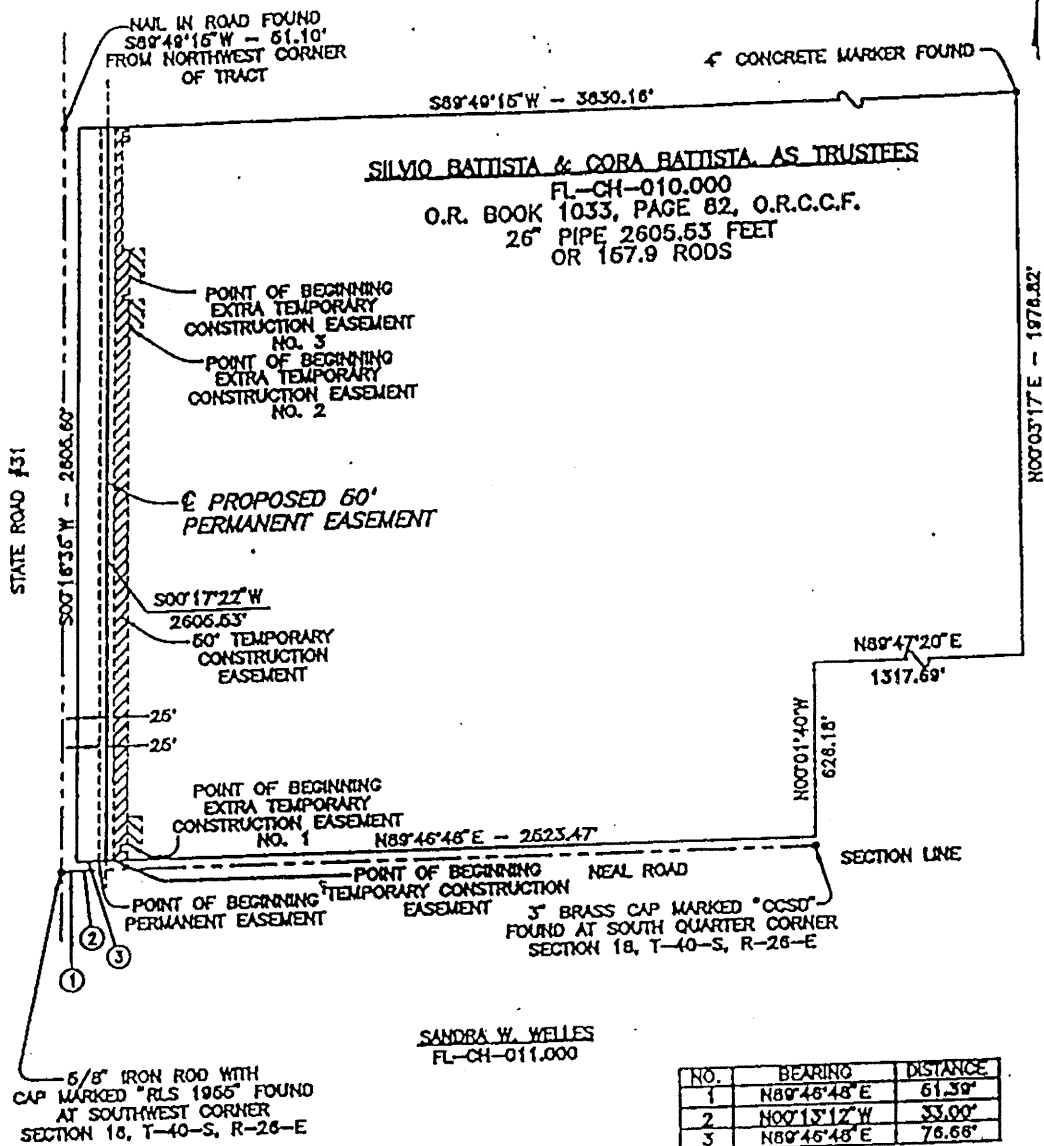 NAIL IN ROAD FOUND
S89°49'15"W - 51.10'
FROM NORTHWEST CORNER
OF TRACT
4" CONCRETE MARKER FOUND
S89°49'15"W - 3830.16'
SILVIO BATTISTA & CORA BATTISTA, AS TRUSTEES
FL-CH-010.000
O.R. BOOK 1033, PAGE 82, O.R.C.C.F.
26" PIPE 2605.53 FEET
OR 157.9 RODS
POINT OF BEGINNING
EXTRA TEMPORARY
CONSTRUCTION EASEMENT
NO. 3
POINT OF BEGINNING
EXTRA TEMPORARY
CONSTRUCTION EASEMENT
NO. 2
N00°03'17"E - 1978.82'
STATE ROAD #31
S00°16'35"W - 2605.60'
℄ PROPOSED 50'
PERMANENT EASEMENT
S00°17'22"W
2605.53'
50' TEMPORARY
CONSTRUCTION
EASEMENT
N89°47'20"E
1317.69'
25'
25'
N00°01'40"W
628.18'
POINT OF BEGINNING
EXTRA TEMPORARY
CONSTRUCTION EASEMENT
NO. 1
N89°46'48"E - 2523.47'
SECTION LINE
POINT OF BEGINNING
TEMPORARY CONSTRUCTION
EASEMENT
NEAL ROAD
POINT OF BEGINNING
PERMANENT EASEMENT
3" BRASS CAP MARKED "CCSD"
FOUND AT SOUTH QUARTER CORNER
SECTION 18, T-40-S, R-26-E
2
3
1
SANDRA W. WELLES
FL-CH-011.000
5/8" IRON ROD WITH
CAP MARKED "RLS 1955" FOUND
AT SOUTHWEST CORNER
SECTION 18, T-40-S, R-26-E
NO. BEARING DISTANCE
1 N89°46'48"E 51.39'
2 N00°13'12"W 33.00'
3 N89°46'48"E 76.66'